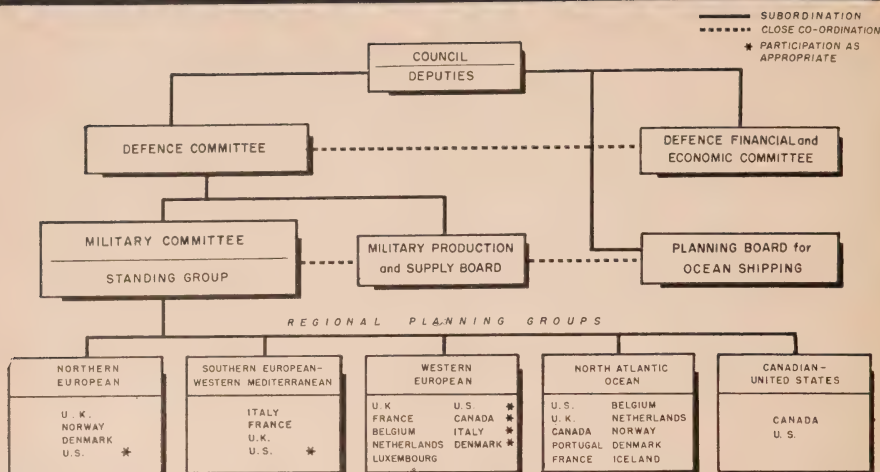 SUBORDINATION
CLOSE CO-ORDINATION
* PARTICIPATION AS
APPROPRIATE
COUNCIL
DEPUTIES
DEFENCE COMMITTEE
DEFENCE FINANCIAL and
ECONOMIC COMMITTEE
MILITARY COMMITTEE
STANDING GROUP
MILITARY PRODUCTION
and SUPPLY BOARD
PLANNING BOARD for
OCEAN SHIPPING
REGIONAL PLANNING GROUPS
NORTHERN
EUROPEAN
U. K.
NORWAY
DENMARK
U.S. *
SOUTHERN EUROPEAN-
WESTERN MEDITERRANEAN
ITALY
FRANCE
U.K.
U.S. *
WESTERN
EUROPEAN
U.K U.S. *
FRANCE CANADA *
BELGIUM ITALY *
NETHERLANDS DENMARK *
LUXEMBOURG
NORTH ATLANTIC
OCEAN
U.S. BELGIUM
U.K. NETHERLANDS
CANADA NORWAY
PORTUGAL DENMARK
FRANCE ICELAND
CANADIAN-
UNITED STATES
CANADA
U. S.